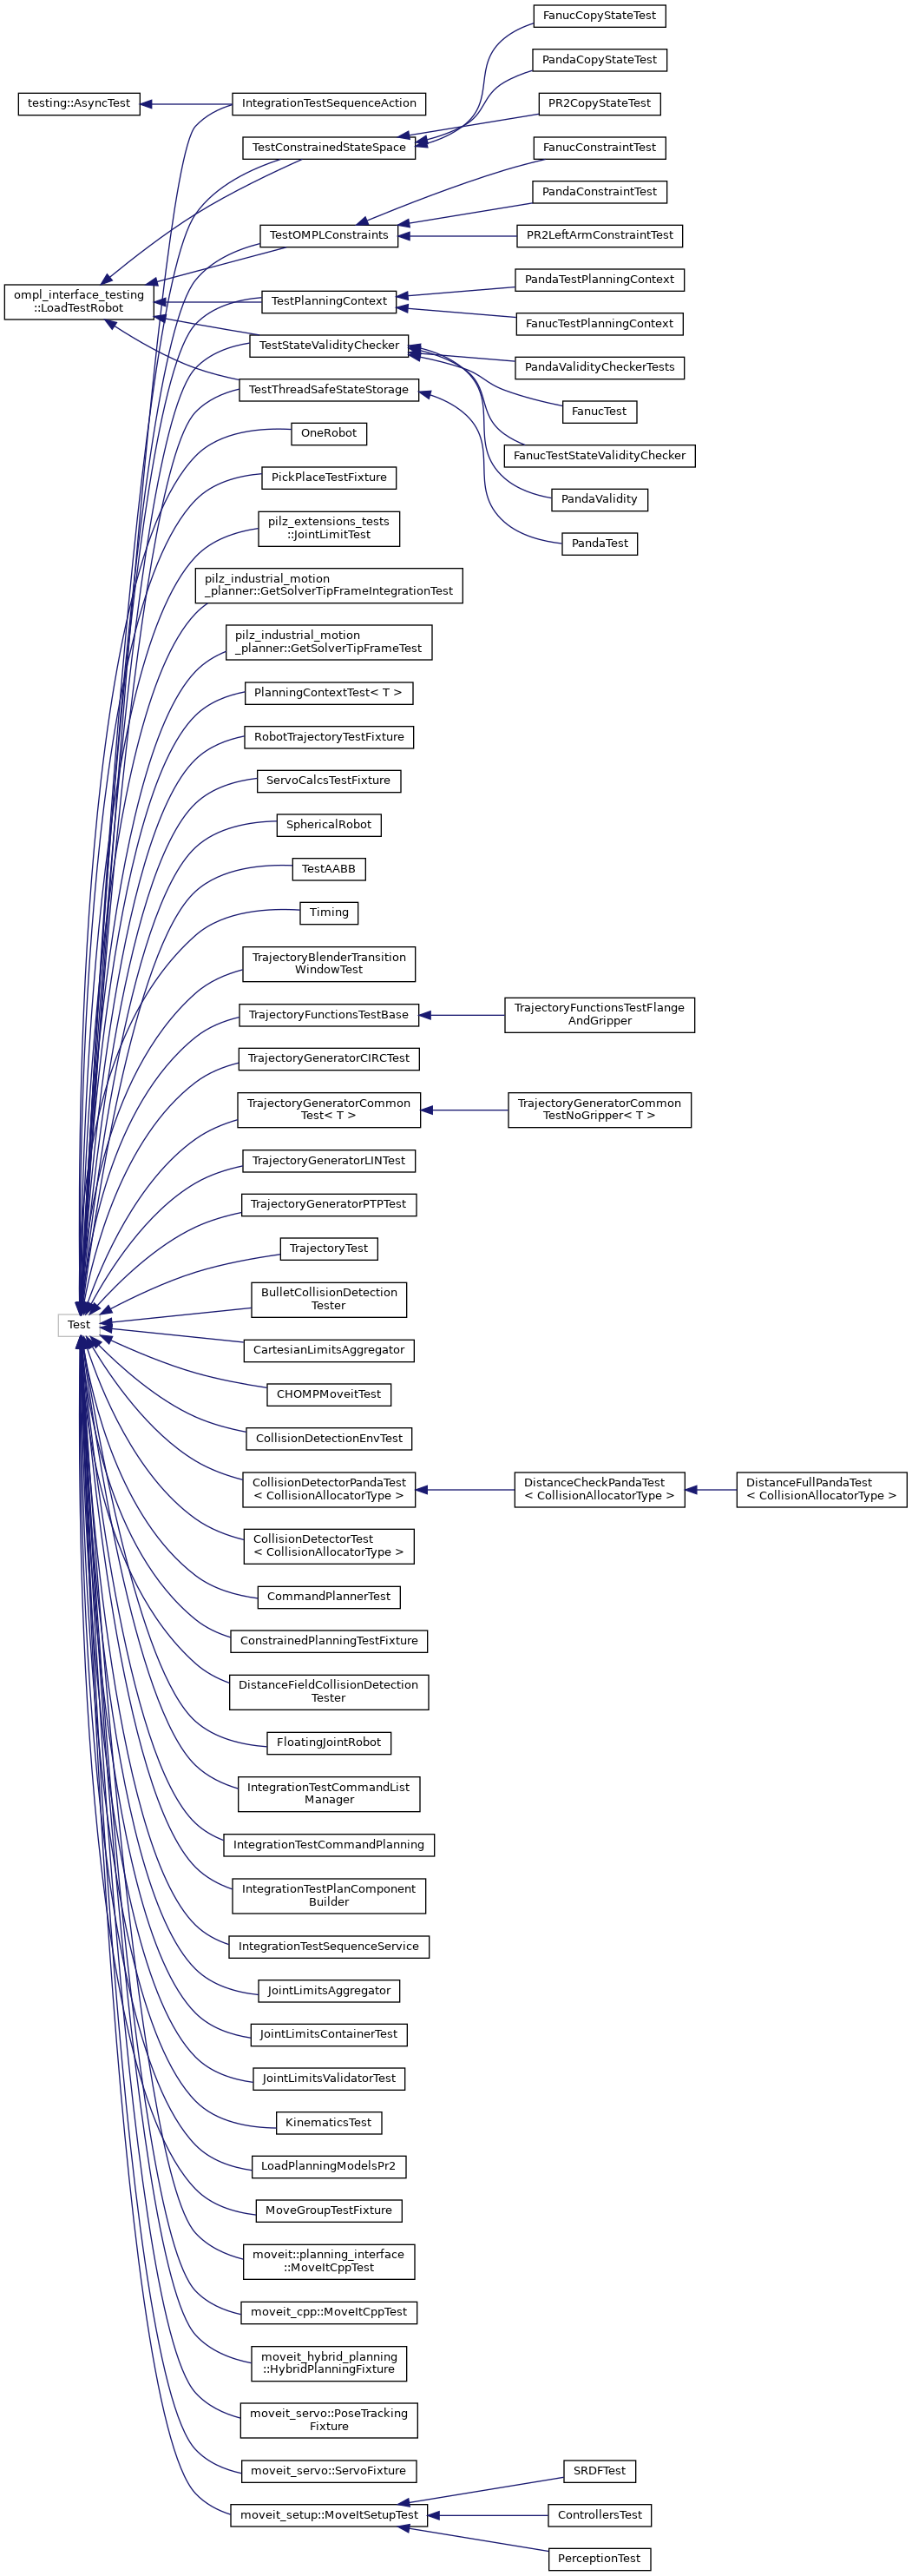 FanucCopyStateTest
PandaCopyStateTest
testing::AsyncTest
IntegrationTestSequenceAction
PR2CopyStateTest
TestConstrainedStateSpace
FanucConstraintTest
PandaConstraintTest
TestOMPLConstraints
PR2LeftArmConstraintTest
ompl_interface_testing
::LoadTestRobot
TestPlanningContext
PandaTestPlanningContext
FanucTestPlanningContext
TestStateValidityChecker
PandaValidityCheckerTests
TestThreadSafeStateStorage
FanucTest
OneRobot
FanucTestStateValidityChecker
PickPlaceTestFixture
PandaValidity
pilz_extensions_tests
::JointLimitTest
PandaTest
pilz_industrial_motion
_planner::GetSolverTipFrameIntegrationTest
pilz_industrial_motion
_planner::GetSolverTipFrameTest
PlanningContextTest< T >
RobotTrajectoryTestFixture
ServoCalcsTestFixture
SphericalRobot
TestAABB
Timing
TrajectoryBlenderTransition
WindowTest
TrajectoryFunctionsTestBase
TrajectoryFunctionsTestFlange
AndGripper
TrajectoryGeneratorCIRCTest
TrajectoryGeneratorCommon
Test< T >
TrajectoryGeneratorCommon
TestNoGripper< T >
TrajectoryGeneratorLINTest
TrajectoryGeneratorPTPTest
TrajectoryTest
BulletCollisionDetection
Tester
Test
CartesianLimitsAggregator
CHOMPMoveitTest
CollisionDetectionEnvTest
CollisionDetectorPandaTest
< CollisionAllocatorType >
DistanceCheckPandaTest
< CollisionAllocatorType >
DistanceFullPandaTest
< CollisionAllocatorType >
CollisionDetectorTest
< CollisionAllocatorType >
CommandPlannerTest
ConstrainedPlanningTestFixture
DistanceFieldCollisionDetection
Tester
FloatingJointRobot
IntegrationTestCommandList
Manager
IntegrationTestCommandPlanning
IntegrationTestPlanComponent
Builder
IntegrationTestSequenceService
JointLimitsAggregator
JointLimitsContainerTest
JointLimitsValidatorTest
KinematicsTest
LoadPlanningModelsPr2
MoveGroupTestFixture
moveit::planning_interface
::MoveItCppTest
moveit_cpp::MoveItCppTest
moveit_hybrid_planning
::HybridPlanningFixture
moveit_servo::PoseTracking
Fixture
moveit_servo::ServoFixture
SRDFTest
moveit_setup::MoveItSetupTest
ControllersTest
PerceptionTest